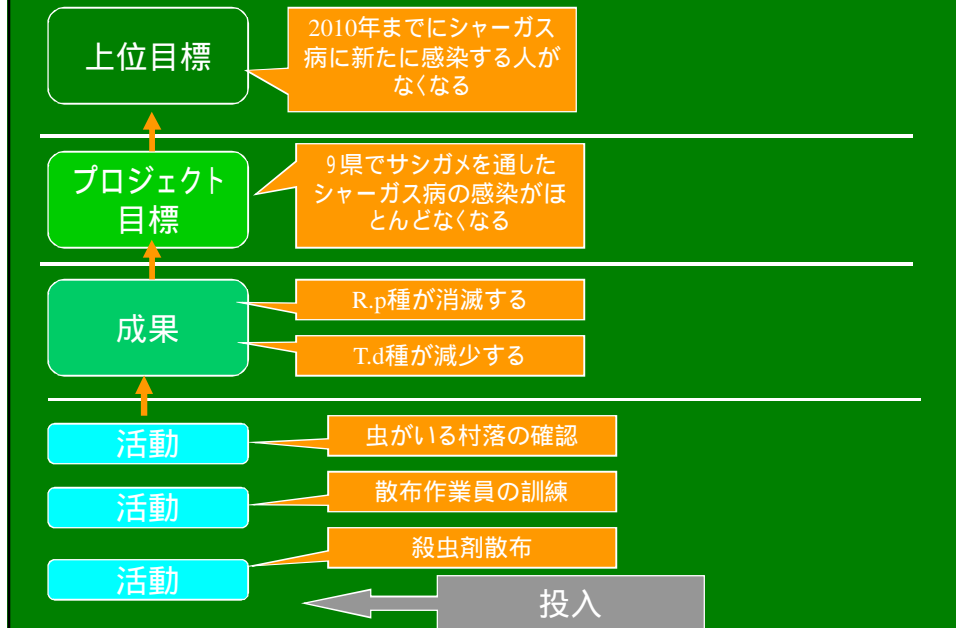 上位目標
2010年までにシャーガス
病に新たに感染する人が
なくなる
プロジェクト
目標
9県でサシガメを通した
シャーガス病の感染がほ
とんどなくなる
成果
R.p種が消滅する
T.d種が減少する
活動
虫がいる村落の確認
活動
散布作業員の訓練
活動
殺虫剤散布
投入